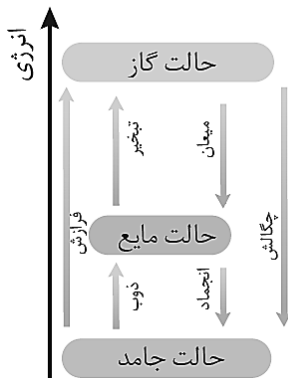 انرژی
حالت گاز
تبخیر
میعان
فرازش
چگالش
حالت مایع
ذوب
انجماد
حالت جامد